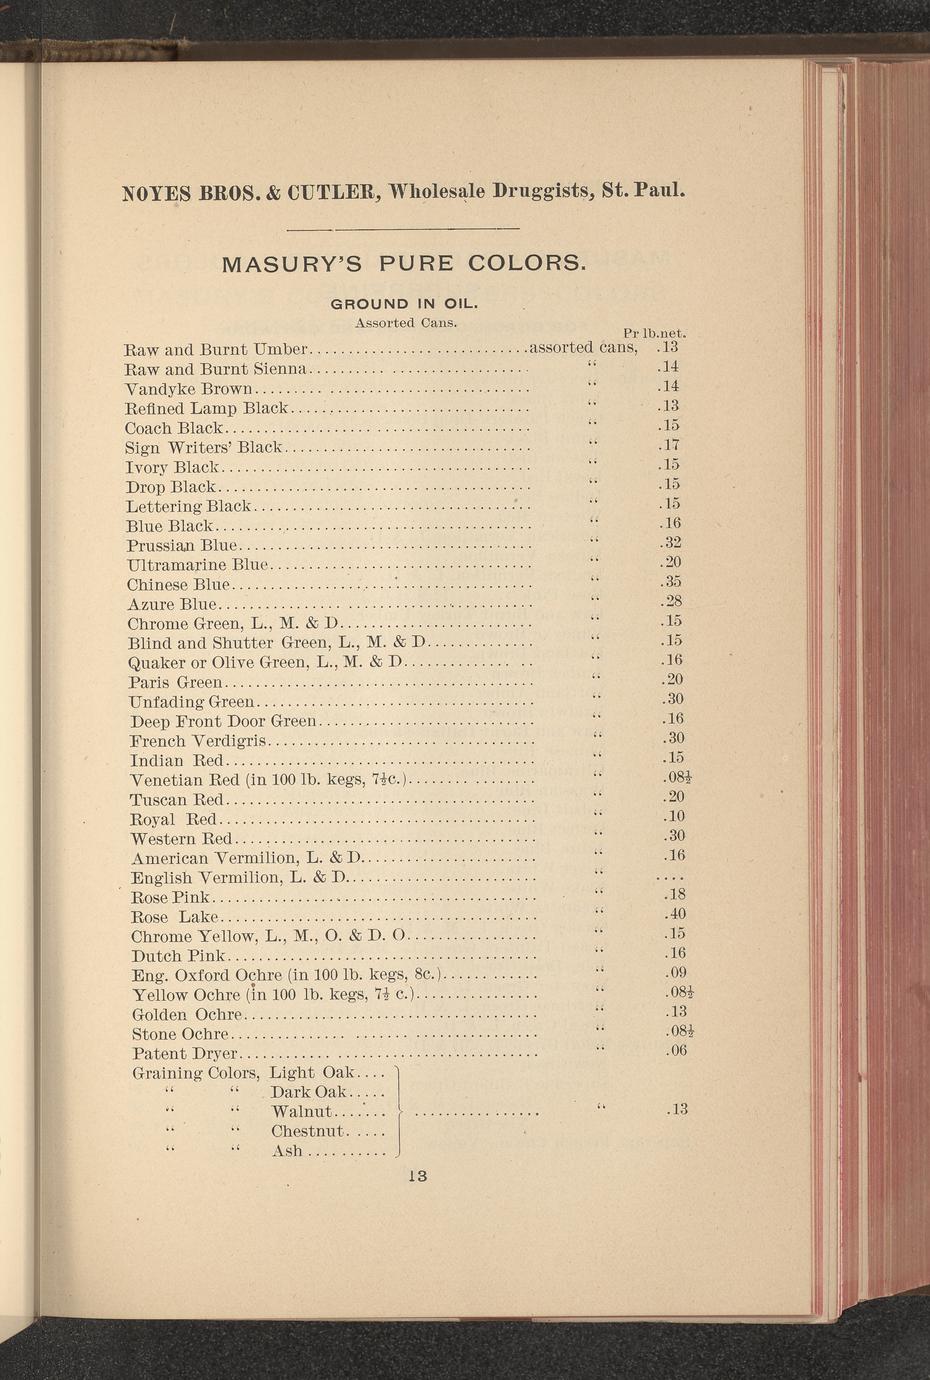 NOYES BROS. & CUTLER, Wholesale Druggists, St. Paul.
MASURY'S PURE COLORS.
GROUND IN OIL.
Assorted Cans.
Pr lb. net.
Raw and Burnt Umber............................assorted cans, .13
Raw and Burnt Sienna............................ “ .14
Vandyke Brown............................ “ .14
Refined Lamp Black............................ “ .13
Coach Black............................ “ .15
Sign Writers' Black............................ “ .17
Ivory Black............................ “ .15
Drop Black............................ “ .15
Lettering Black............................ “ .15
Blue Black............................ “ .16
Prussian Blue............................ “ .32
Ultramarine Blue............................ “ .20
Chinese Blue............................ “ .35
Azure Blue............................ “ .28
Chrome Green, L., M. & D......................... “ .15
Blind and Shutter Green, L., M. & D.............. “ .15
Quaker or Olive Green, L., M. & D................ “ .16
Paris Green............................ “ .20
Unfading Green............................ “ .30
Deep Front Door Green............................ “ .16
French Verdigris............................ “ .30
Indian Red............................ “ .15
Venetian Red (in 100 lb. kegs, 7½c.)................ “ .08½
Tuscan Red............................ “ .20
Royal Red............................ “ .10
Western Red............................ “ .30
American Vermilion, L. & D...................... “ .16
English Vermilion, L. & D........................ “ ....
Rose Pink............................ “ .18
Rose Lake............................ “ .40
Chrome Yellow, L., M., O. & D. O................. “ .15
Dutch Pink............................ “ .16
Eng. Oxford Ochre (in 100 lb. kegs, 8c.)............ “ .09
Yellow Ochre (in 100 lb. kegs, 7½ c.)............... “ .08½
Golden Ochre............................ “ .13
Stone Ochre............................ “ .08½
Patent Dryer............................ “ .06
Graining Colors, Light Oak....
“ “ Dark Oak.....
“ “ Walnut....... ................ “ .13
“ “ Chestnut. .....
“ “ Ash ..........
13